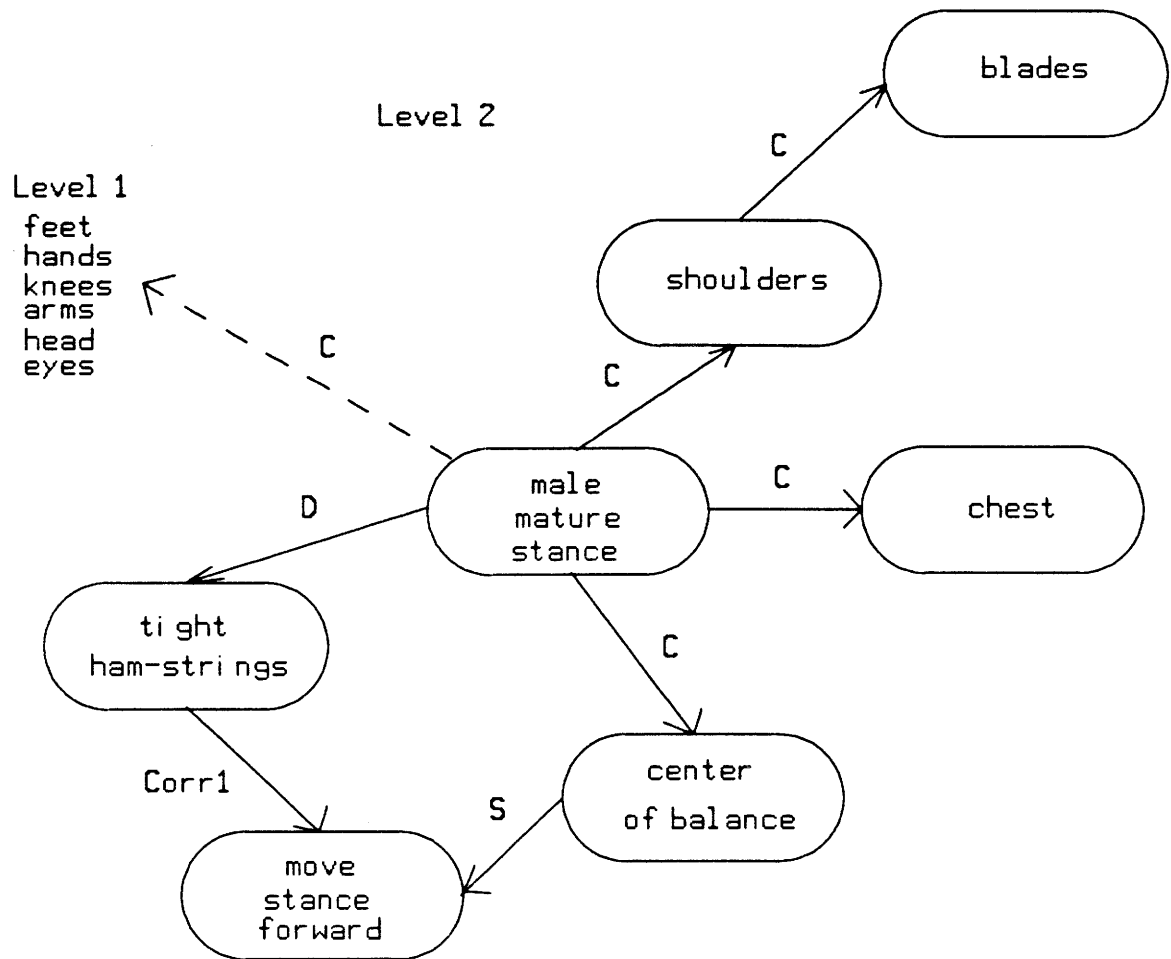 blades
Level 2
C
Level 1
feet
hands
knees
arms
head
eyes
shoulders
C
C
male
mature
stance
C
chest
D
tight
ham-strings
C
center
of balance
Corr1
S
move
stance
forward